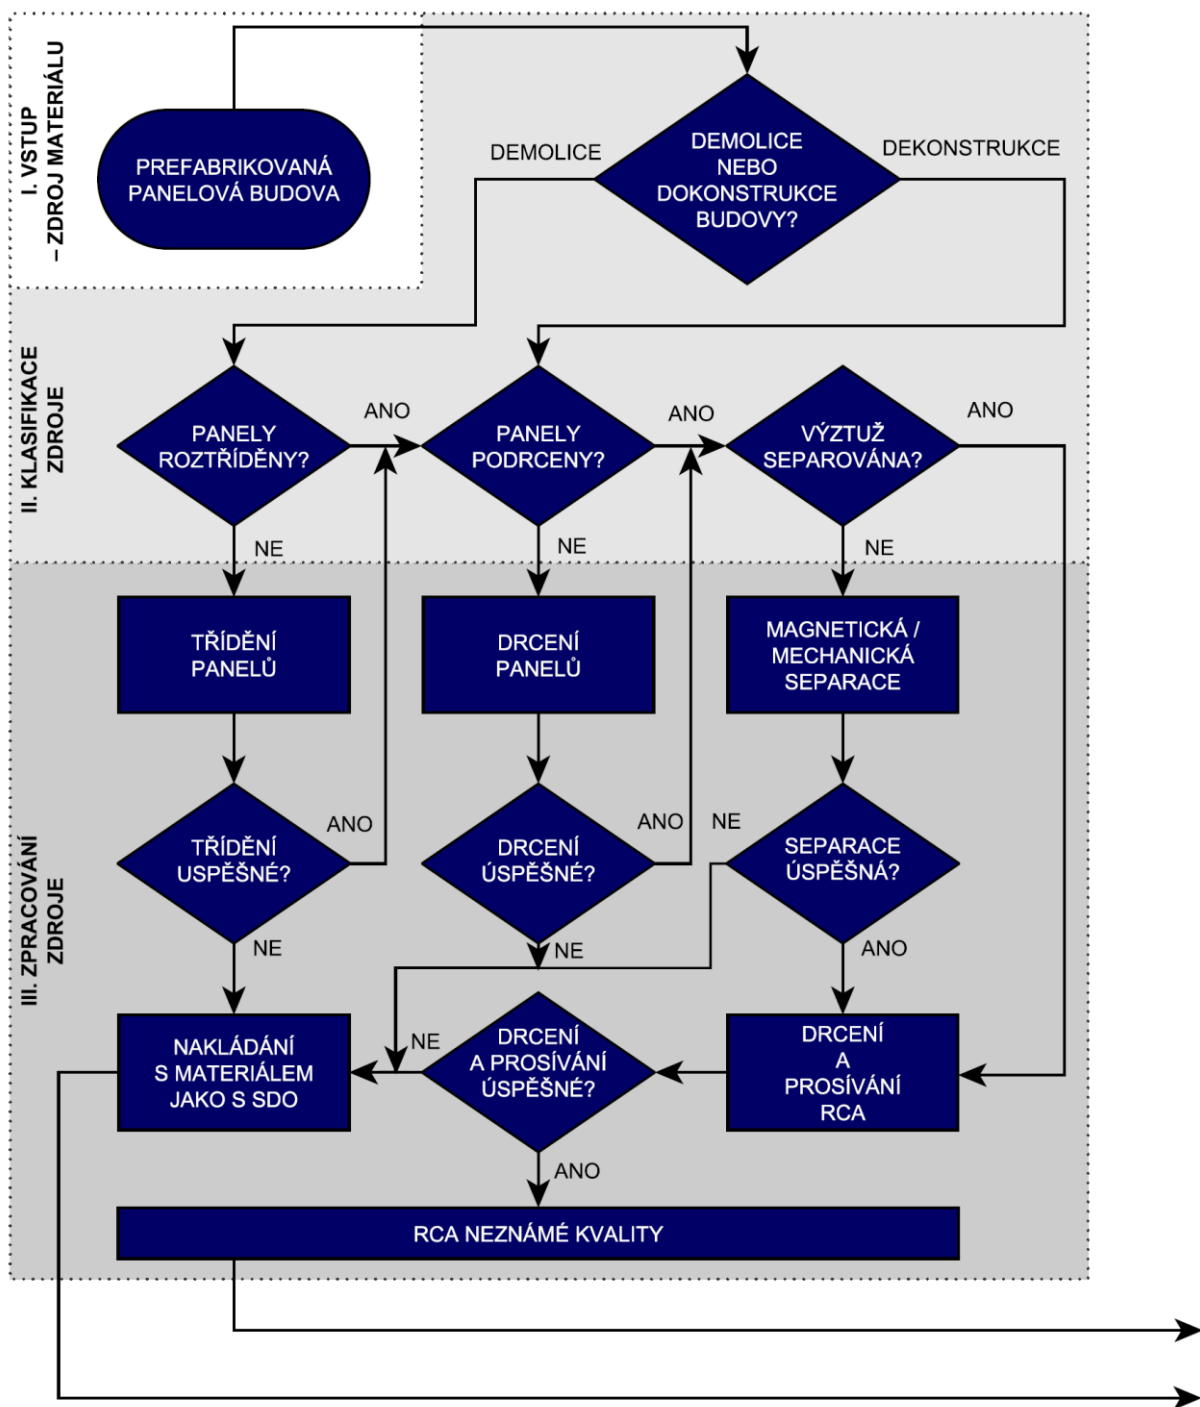 I. VSTUP
– ZDROJ MATERIÁLU
PREFABRIKOVANÁ
PANELOVÁ BUDOVA
DEMOLICE
DEMOLICE
NEBO
DOKONSTRUKCE
BUDOVY?
DEKONSTRUKCE
II. KLASIFIKACE
ZDROJE
PANELY
ROZTŘÍDĚNY?
ANO
PANELY
PODRCENY?
ANO
VÝZTUŽ
SEPAROVÁNA?
ANO
NE
NE
NE
III. ZPRACOVÁNÍ
ZDROJE
TŘÍDĚNÍ
PANELŮ
DRCENÍ
PANELŮ
MAGNETICKÁ /
MECHANICKÁ
SEPARACE
TŘÍDĚNÍ
USPĚŠNÉ?
ANO
DRCENÍ
ÚSPĚŠNÉ?
ANO
NE
SEPARACE
ÚSPĚŠNÁ?
NE
NE
ANO
NAKLÁDÁNÍ
S MATERIÁLEM
JAKO S SDO
NE
DRCENÍ
A PROSÍVÁNÍ
ÚSPĚŠNÉ?
DRCENÍ
A
PROSÍVÁNÍ
RCA
ANO
RCA NEZNÁMÉ KVALITY